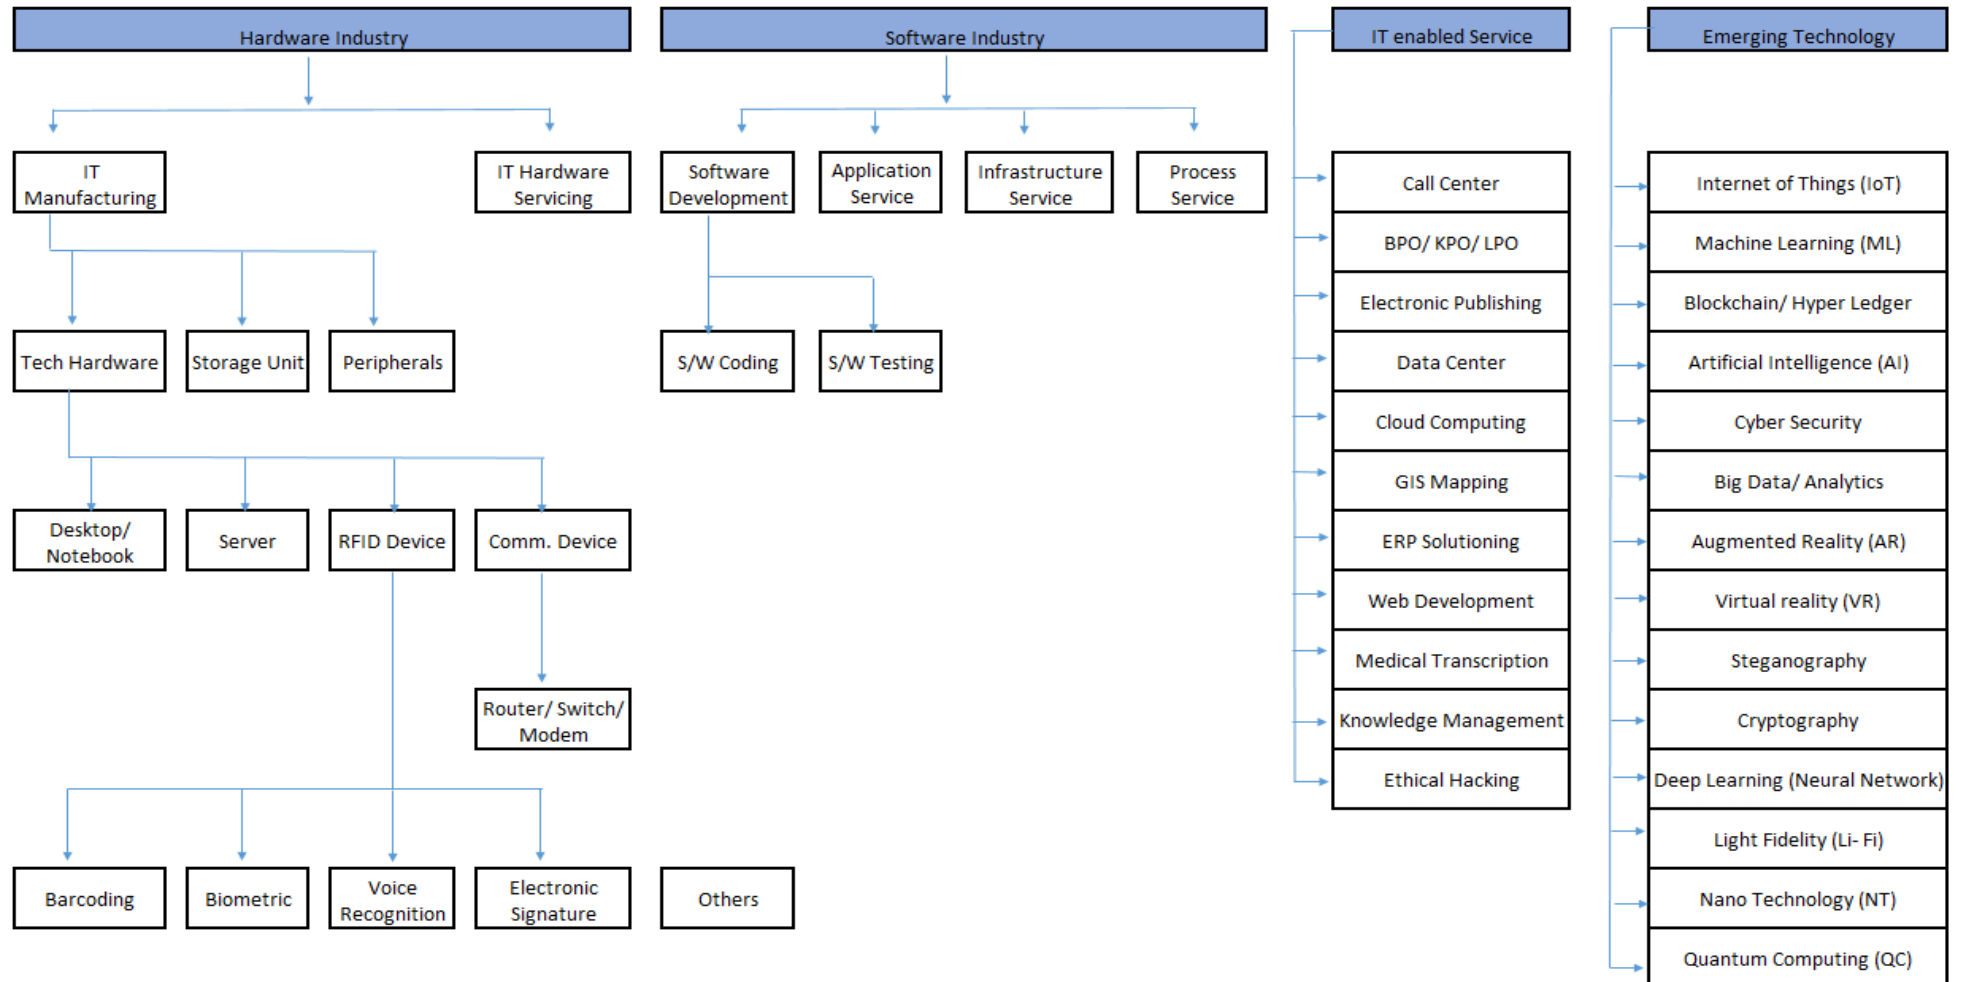 Hardware Industry
Software Industry
IT enabled Service
Emerging Technology
IT
Manufacturing
IT Hardware
Servicing
Software
Development
Application
Service
Infrastructure
Service
Process
Service
Tech Hardware
Storage Unit
Peripherals
S/W Coding
S/W Testing
Desktop/
Notebook
Server
RFID Device
Comm. Device
Router/ Switch/
Modem
Barcoding
Biometric
Voice
Recognition
Electronic
Signature
Others
Call Center
BPO/ KPO/ LPO
Electronic Publishing
Data Center
Cloud Computing
GIS Mapping
ERP Solutioning
Web Development
Medical Transcription
Knowledge Management
Ethical Hacking
Internet of Things (IoT)
Machine Learning (ML)
Blockchain/ Hyper Ledger
Artificial Intelligence (AI)
Cyber Security
Big Data/ Analytics
Augmented Reality (AR)
Virtual reality (VR)
Steganography
Cryptography
Deep Learning (Neural Network)
Light Fidelity (Li- Fi)
Nano Technology (NT)
Quantum Computing (QC)